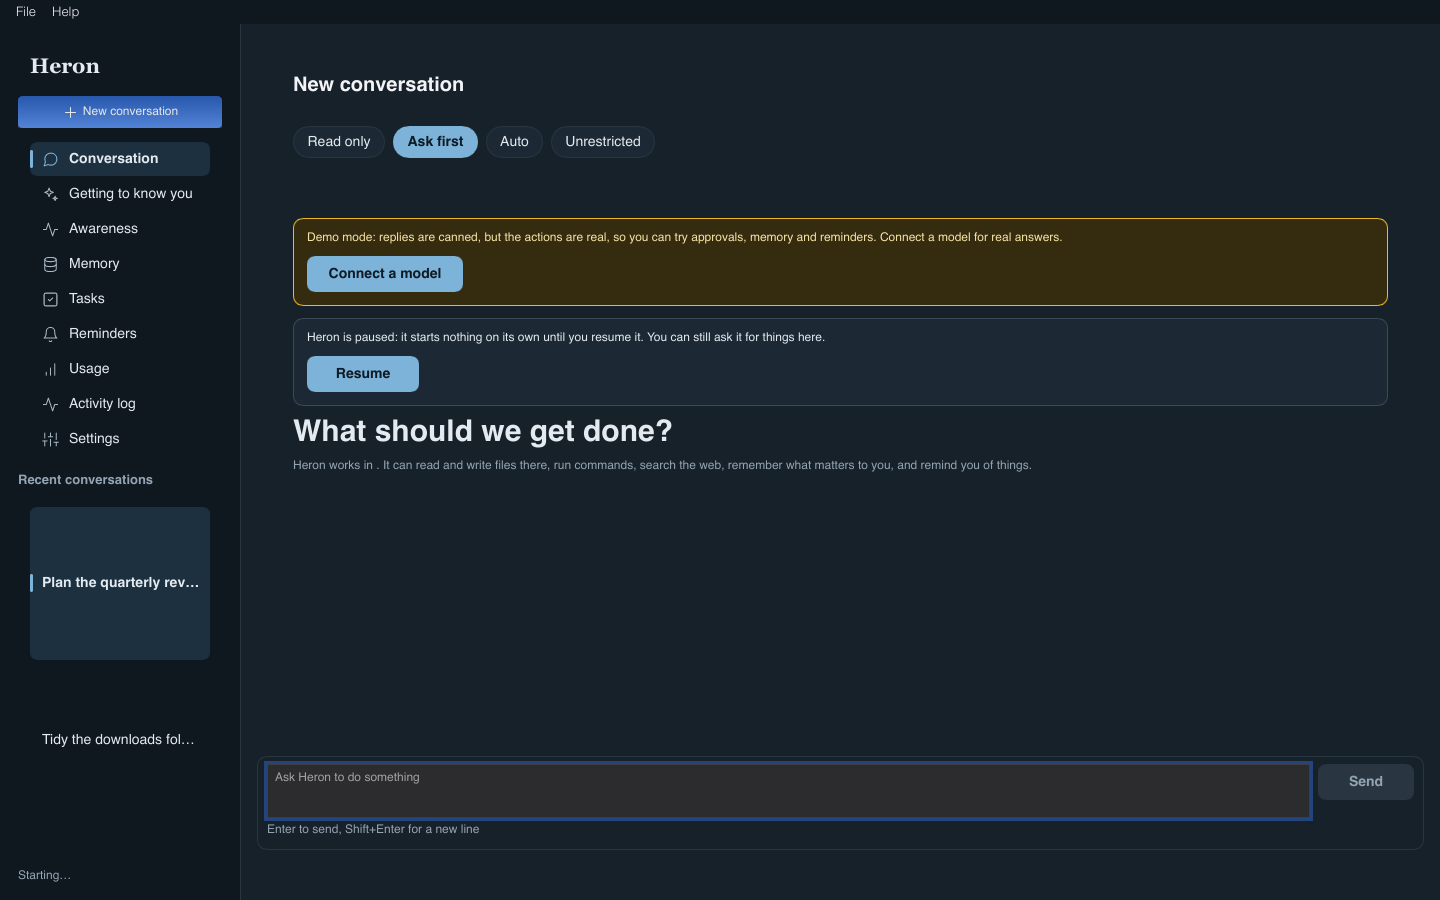 File Help
Heron
New conversation
Conversation
Getting to know you
Awareness
Memory
Tasks
Reminders
Usage
Activity log
Settings
Recent conversations
Plan the quarterly rev...
Tidy the downloads fol...
Starting...
New conversation
Read only Ask first Auto Unrestricted
Demo mode: replies are canned, but the actions are real, so you can try approvals, memory and reminders. Connect a model for real answers.
Connect a model
Heron is paused: it starts nothing on its own until you resume it. You can still ask it for things here.
Resume
What should we get done?
Heron works in . It can read and write files there, run commands, search the web, remember what matters to you, and remind you of things.
Ask Heron to do something
Send
Enter to send, Shift+Enter for a new line